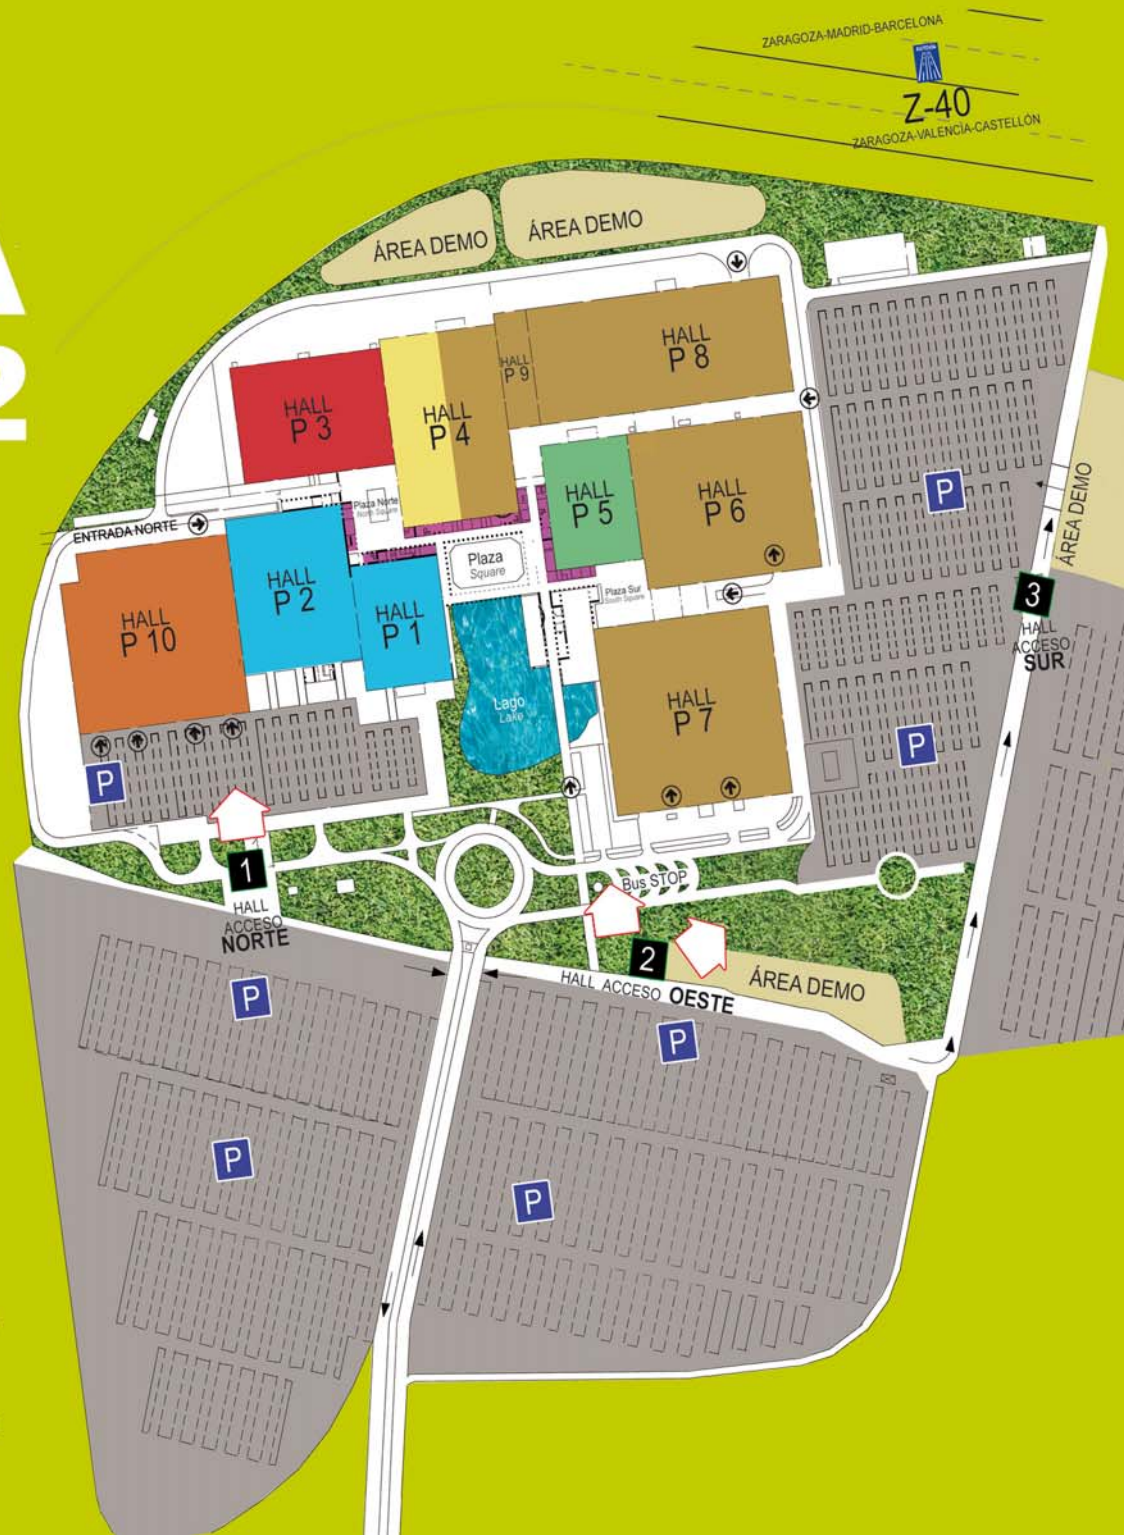 ZARAGOZA-MADRID-BARCELONA
AUTOVIA
Z-40
ZARAGOZA-VALENCIA-CASTELLÓN
A
2
ÁREA DEMO
ÁREA DEMO
HALL
P 3
HALL
P 4
HALL
P 9
HALL
P 8
HALL
P 5
HALL
P 6
P
ÁREA DEMO
Plaza Norte
North Square
ENTRADA NORTE
HALL
P 10
HALL
P 2
HALL
P 1
Plaza
Square
Plaza Sur
South Square
3
HALL
ACCESO
SUR
Lago
Lake
HALL
P 7
P
P
1
HALL
ACCESO
NORTE
Bus STOP
2
HALL ACCESO OESTE
ÁREA DEMO
P
P
P
P